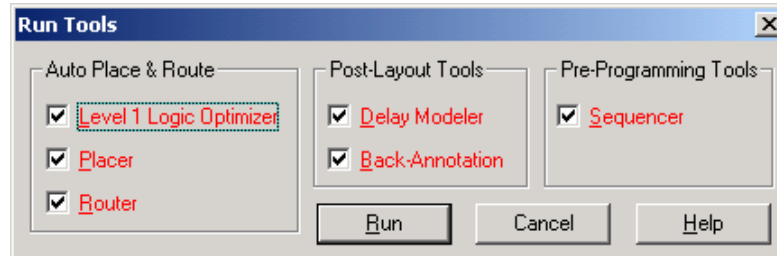 Run Tools
Auto Place & Route
Level 1 Logic Optimizer
Placer
Router
Post-Layout Tools
Delay Modeler
Back-Annotation
Pre-Programming Tools
Sequencer
Run
Cancel
Help